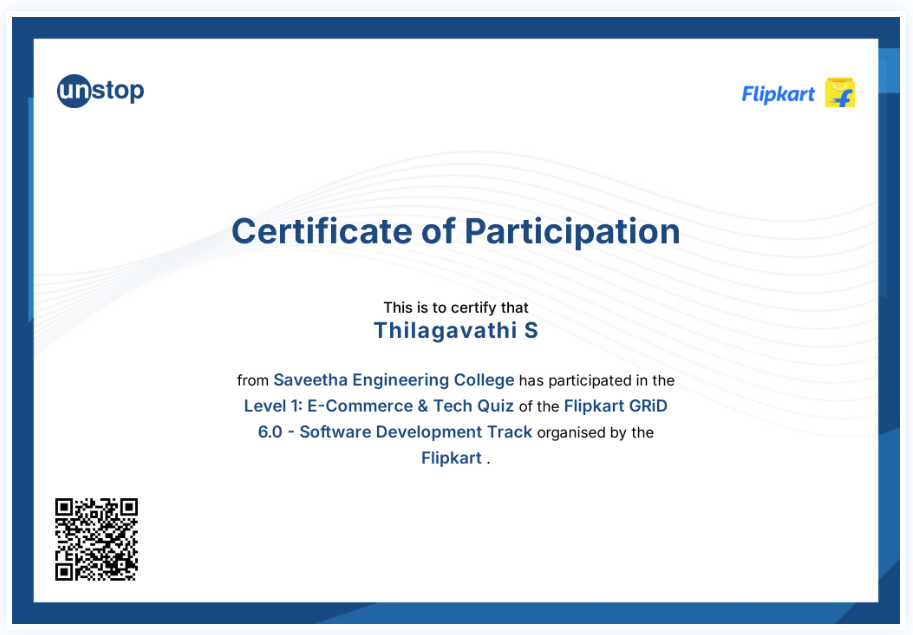 unstop
Flipkart
Certificate of Participation
This is to certify that
Thilagavathi S
from Saveetha Engineering College has participated in the
Level 1: E-Commerce & Tech Quiz of the Flipkart GRiD
6.0 - Software Development Track organised by the
Flipkart .